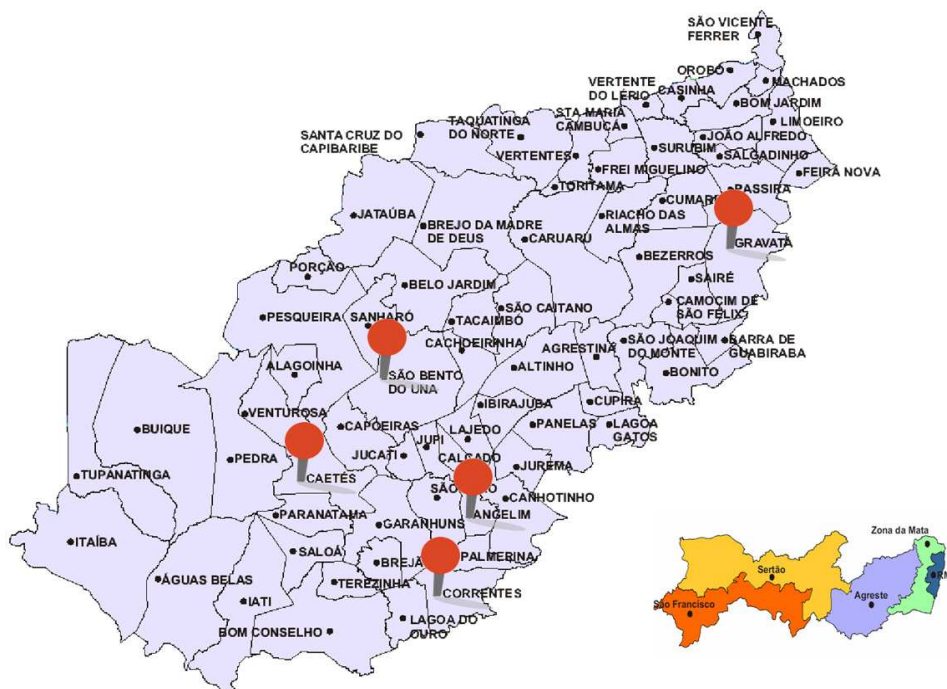 SÃO VICENTE
FERRER
OROBÓ
MACHADOS
VERTENTE
DO LÉRIO
CASINHA
BOM JARDIM
STA MARIA
CAMBUCÁ
LIMOEIRO
TAQUATINGA
DO NORTE
SANTA CRUZ DO
CAPIBARIBE
JOÃO ALFREDO
SURUBIM
SALGADINHO
VERTENTES
FREI MIGUELINO
FEIRA NOVA
TORITAMA
PASSIRA
CUMARU
JATAÚBA
BREJO DA MADRE
DE DEUS
RIACHO DAS
ALMAS
CARUARU
GRAVATÁ
BEZERROS
PORÇÃO
SAIRÉ
BELO JARDIM
CAMOCIM DE
SÃO FÉLIX
SÃO CAITANO
PESQUEIRA
SANHARÓ
TACAIMBÓ
CACHOEIRINHA
AGRESTINA
SÃO JOAQUIM
DO MONTE
BARRA DE
GUABIRABA
ALAGOINHA
SÃO BENTO
DO UNA
ALTINHO
BONITO
IBIRAJUBA
CUPIRA
VENTUROSA
BUIQUE
CAPOEIRAS
JUPI
LAJEDO
PANELAS
LAGOA
GATOS
PEDRA
JUCATI
CALÇADO
JUREMA
TUPANATINGA
CAETÉS
SÃO
CANHOTINHO
PARANATAMA
GARANHUNS
ANGELIM
ITAÍBA
SALOÁ
BREJÃ
PALMERINA
ÁGUAS BELAS
TEREZINHA
CORRENTES
IATI
BOM CONSELHO
LAGOA DO
OURO
Zona da Mata
Sertão
RM
Agreste
São Francisco